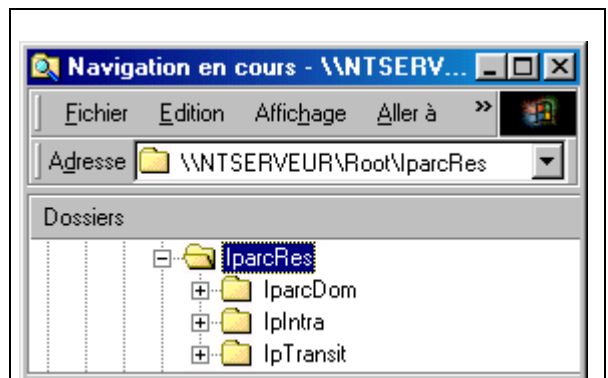 Navigation en cours - \\NTSERV...
Fichier Edition Affichage Aller à »
Adresse \\NTSERVEUR\Root\IparcRes
Dossiers
IparcRes
IparcDom
IpIntra
IpTransit